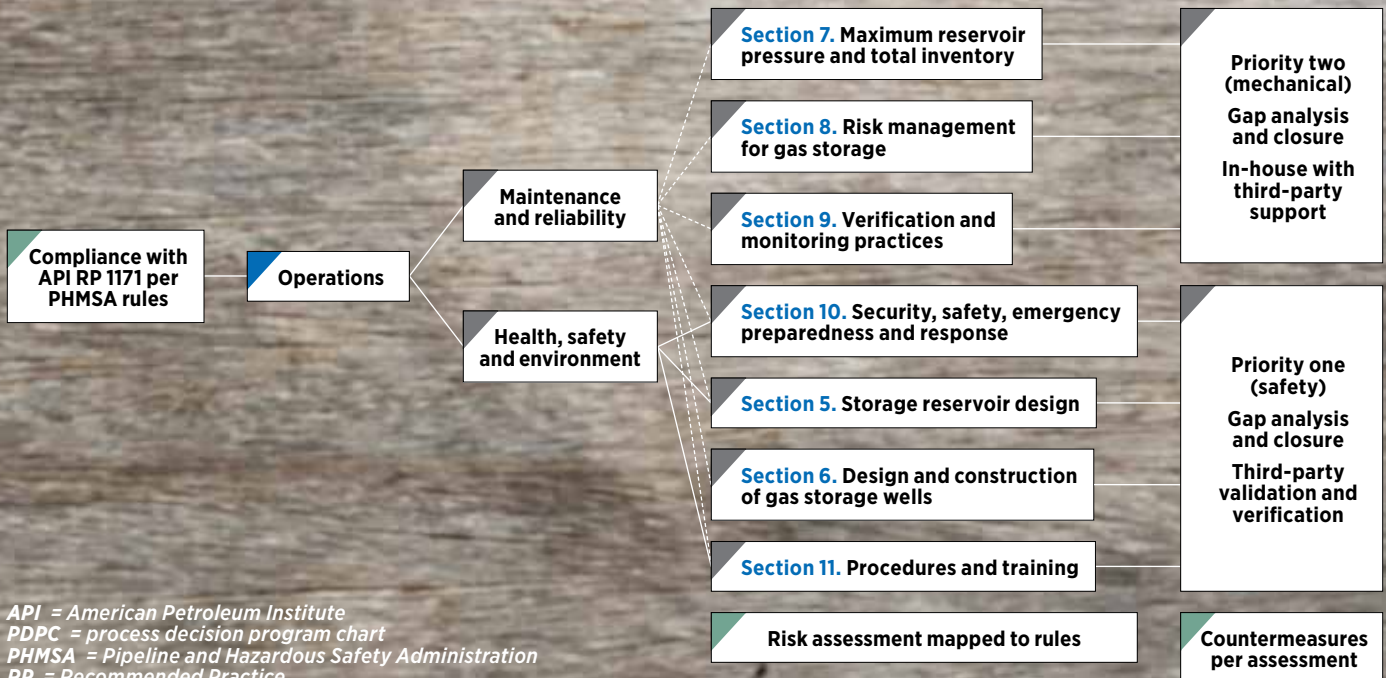 Compliance with
API RP 1171 per
PHMSA rules
Operations
Maintenance
and reliability
Health, safety
and environment
Section 7. Maximum reservoir
pressure and total inventory
Section 8. Risk management
for gas storage
Section 9. Verification and
monitoring practices
Section 10. Security, safety, emergency
preparedness and response
Section 5. Storage reservoir design
Section 6. Design and construction
of gas storage wells
Section 11. Procedures and training
Risk assessment mapped to rules
Priority two
(mechanical)
Gap analysis
and closure
In-house with
third-party
support
Priority one
(safety)
Gap analysis
and closure
Third-party
validation and
verification
Countermeasures
per assessment
API = American Petroleum Institute
PDPC = process decision program chart
PHMSA = Pipeline and Hazardous Safety Administration
RP = Recommended Practice